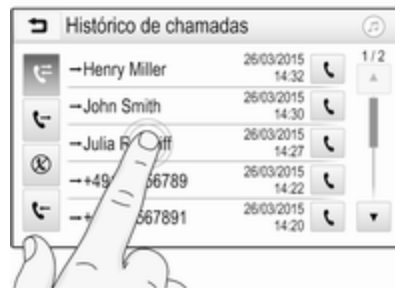 Histórico de chamadas
1/2
Henry Miller 26/03/2015 14:32
John Smith 26/03/2015 14:30
Julia 26/03/2015 14:27
26/03/2015 14:22
26/03/2015 14:20